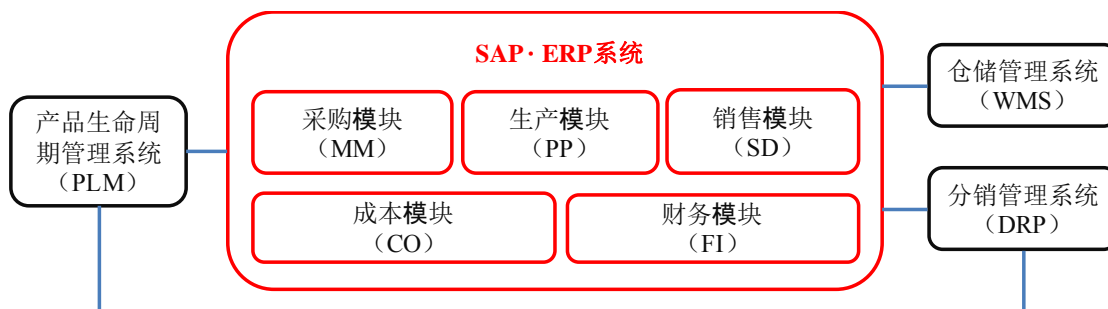 SAP· ERP系统
产品生命周
期管理系统
（PLM）
采购模块
（MM）
生产模块
（PP）
销售模块
（SD）
成本模块
（CO）
财务模块
（FI）
仓储管理系统
（WMS）
分销管理系统
（DRP）